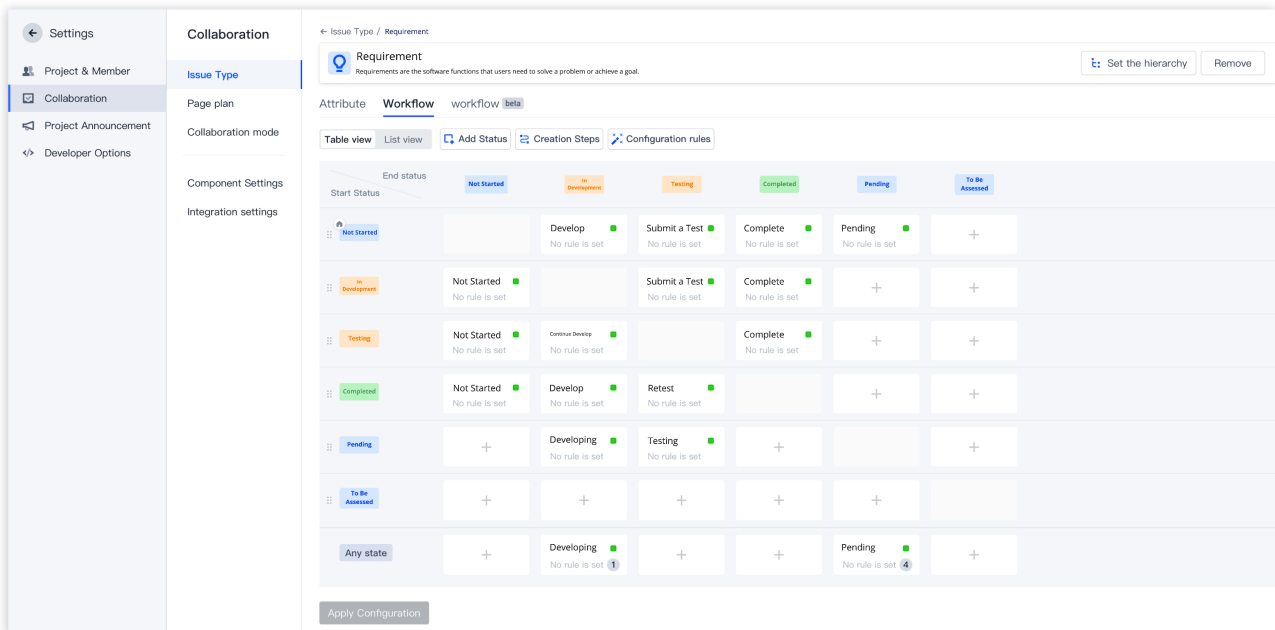 Settings
Project & Member
Collaboration
Project Announcement
Developer Options
Collaboration
Issue Type
Page plan
Collaboration mode
Component Settings
Integration settings
← Issue Type / Requirement
Requirement
Requirements are the software functions that users need to solve a problem or achieve a goal.
Set the hierarchy
Remove
Attribute Workflow workflow beta
Table view List view Add Status Creation Steps Configuration rules
End status
Start Status
Not Started
In
Development
Testing
Completed
Pending
To Be
Assessed
Not Started
Develop Submit a Test Complete Pending
No rule is set No rule is set No rule is set No rule is set
In
Development
Not Started Submit a Test Complete
No rule is set No rule is set No rule is set
Testing
Not Started Continue Develop Complete
No rule is set No rule is set No rule is set
Completed
Not Started Develop Retest
No rule is set No rule is set No rule is set
Pending
Developing Testing
No rule is set No rule is set
To Be
Assessed
Any state
Developing Pending
No rule is set 1 No rule is set 4
Apply Configuration